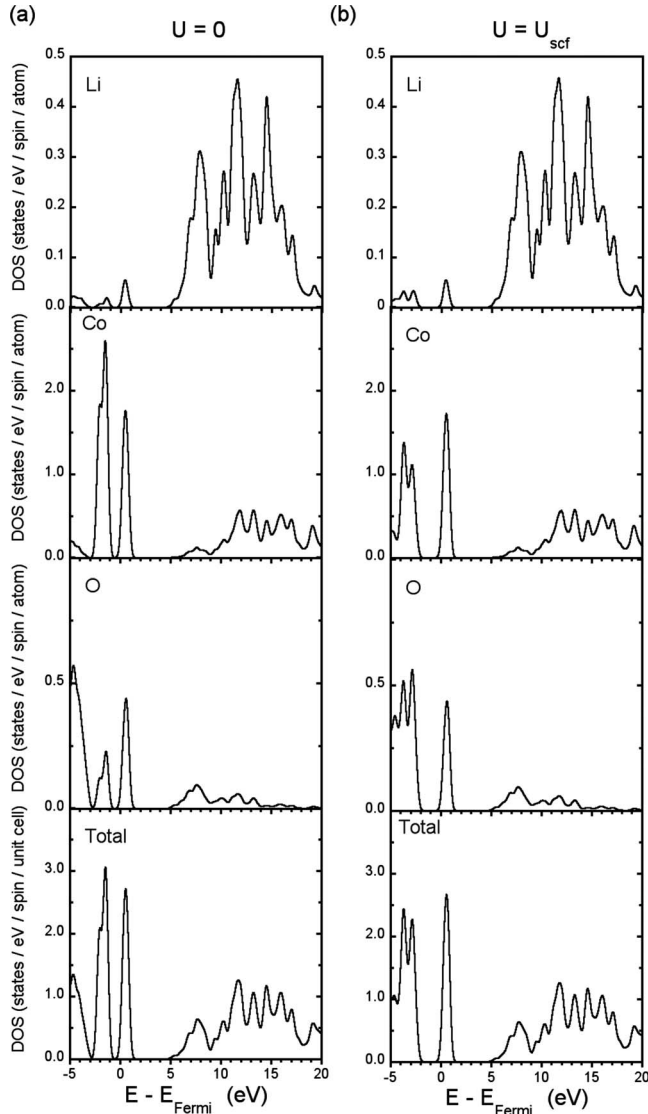 (a) U = 0
(b) U = U_scf
DOS (states / eV / spin / atom)
0.5
0.4
0.3
0.2
0.1
0.0
Li
0.5
0.4
0.3
0.2
0.1
0.0
Li
DOS (states / eV / spin / atom)
2.0
1.0
0.0
Co
2.0
1.0
0.0
Co
DOS (states / eV / spin / atom)
0.5
0.0
O
0.5
0.0
O
DOS (states / eV / spin / unit cell)
3.0
2.0
1.0
0.0
Total
3.0
2.0
1.0
0.0
Total
-5 0 5 10 15 20
-5 0 5 10 15 20
E - E_Fermi (eV)
E - E_Fermi (eV)